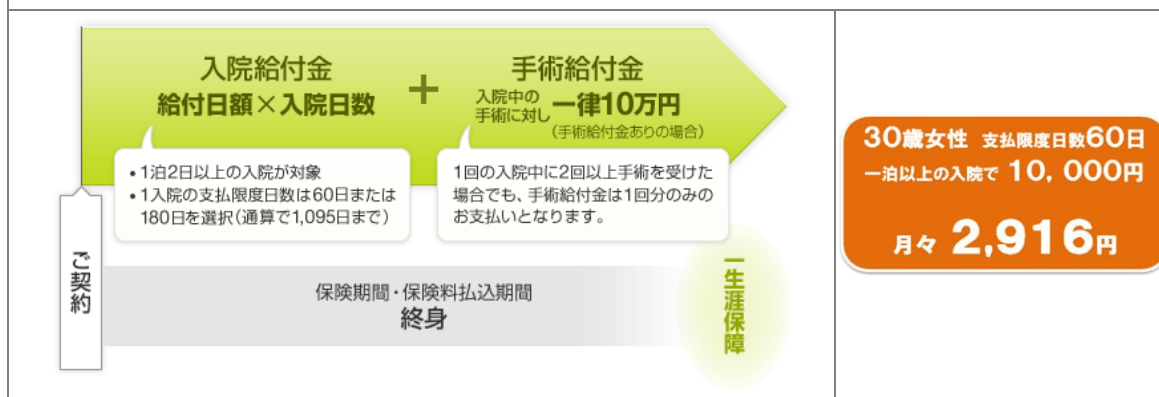 入院給付金
給付日額×入院日数
+
手術給付金
入院中の
手術に対し 一律10万円
(手術給付金ありの場合)
• 1泊2日以上の入院が対象
• 1入院の支払限度日数は60日または
180日を選択(通算で1,095日まで)
1回の入院中に2回以上手術を受けた
場合でも、手術給付金は1回分のみの
お支払いとなります。
ご契約
保険期間・保険料払込期間
終身
一生涯保障
30歳女性 支払限度日数60日
一泊以上の入院で 10,000円
月々 2,916円